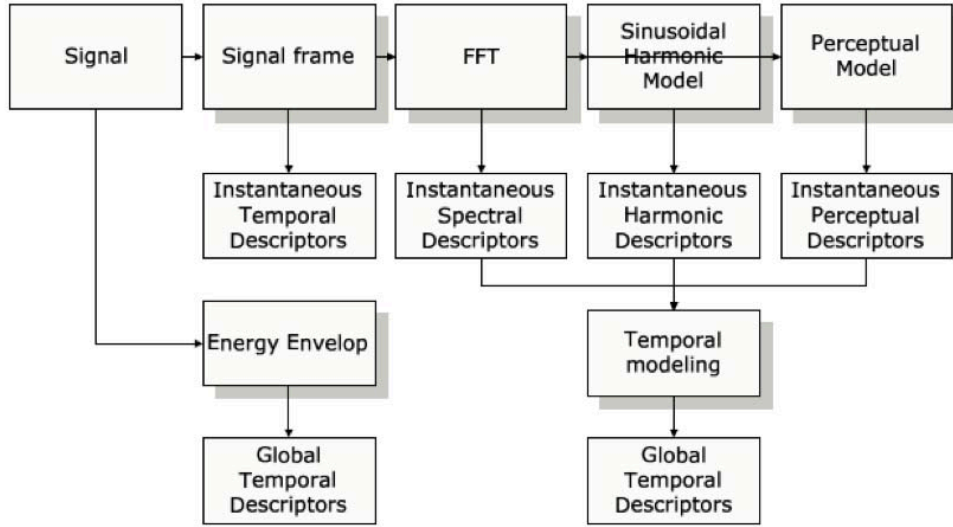 Signal
Signal frame
FFT
Sinusoidal
Harmonic
Model
Perceptual
Model
Instantaneous
Temporal
Descriptors
Instantaneous
Spectral
Descriptors
Instantaneous
Harmonic
Descriptors
Instantaneous
Perceptual
Descriptors
Energy Envelop
Temporal
modeling
Global
Temporal
Descriptors
Global
Temporal
Descriptors